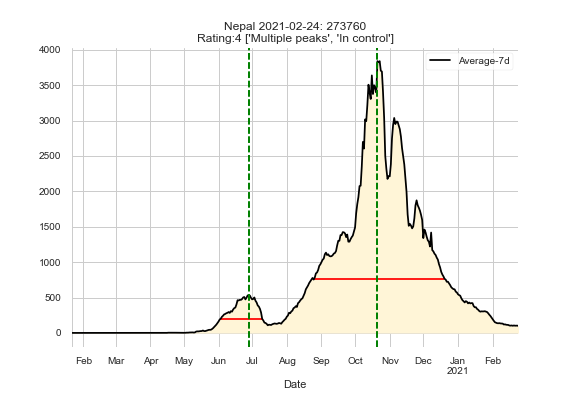 Nepal 2021-02-24: 273760
Rating:4 ['Multiple peaks', 'In control']
Average-7d
4000
3500
3000
2500
2000
1500
1000
500
0
Feb Mar Apr May Jun Jul Aug Sep Oct Nov Dec Jan Feb
2021
Date